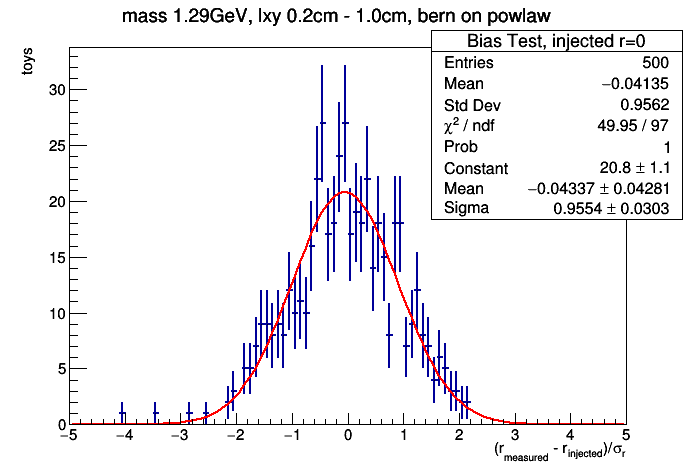 mass 1.29GeV, lxy 0.2cm - 1.0cm, bern on powlaw
Bias Test, injected r=0
Entries 500
Mean −0.04135
Std Dev 0.9562
χ² / ndf 49.95 / 97
Prob 1
Constant 20.8 ± 1.1
Mean −0.04337 ± 0.04281
Sigma 0.9554 ± 0.0303
toys
30
25
20
15
10
5
0
−5 −4 −3 −2 −1 0 1 2 3 4 5
(r_measured - r_injected)/σ_r